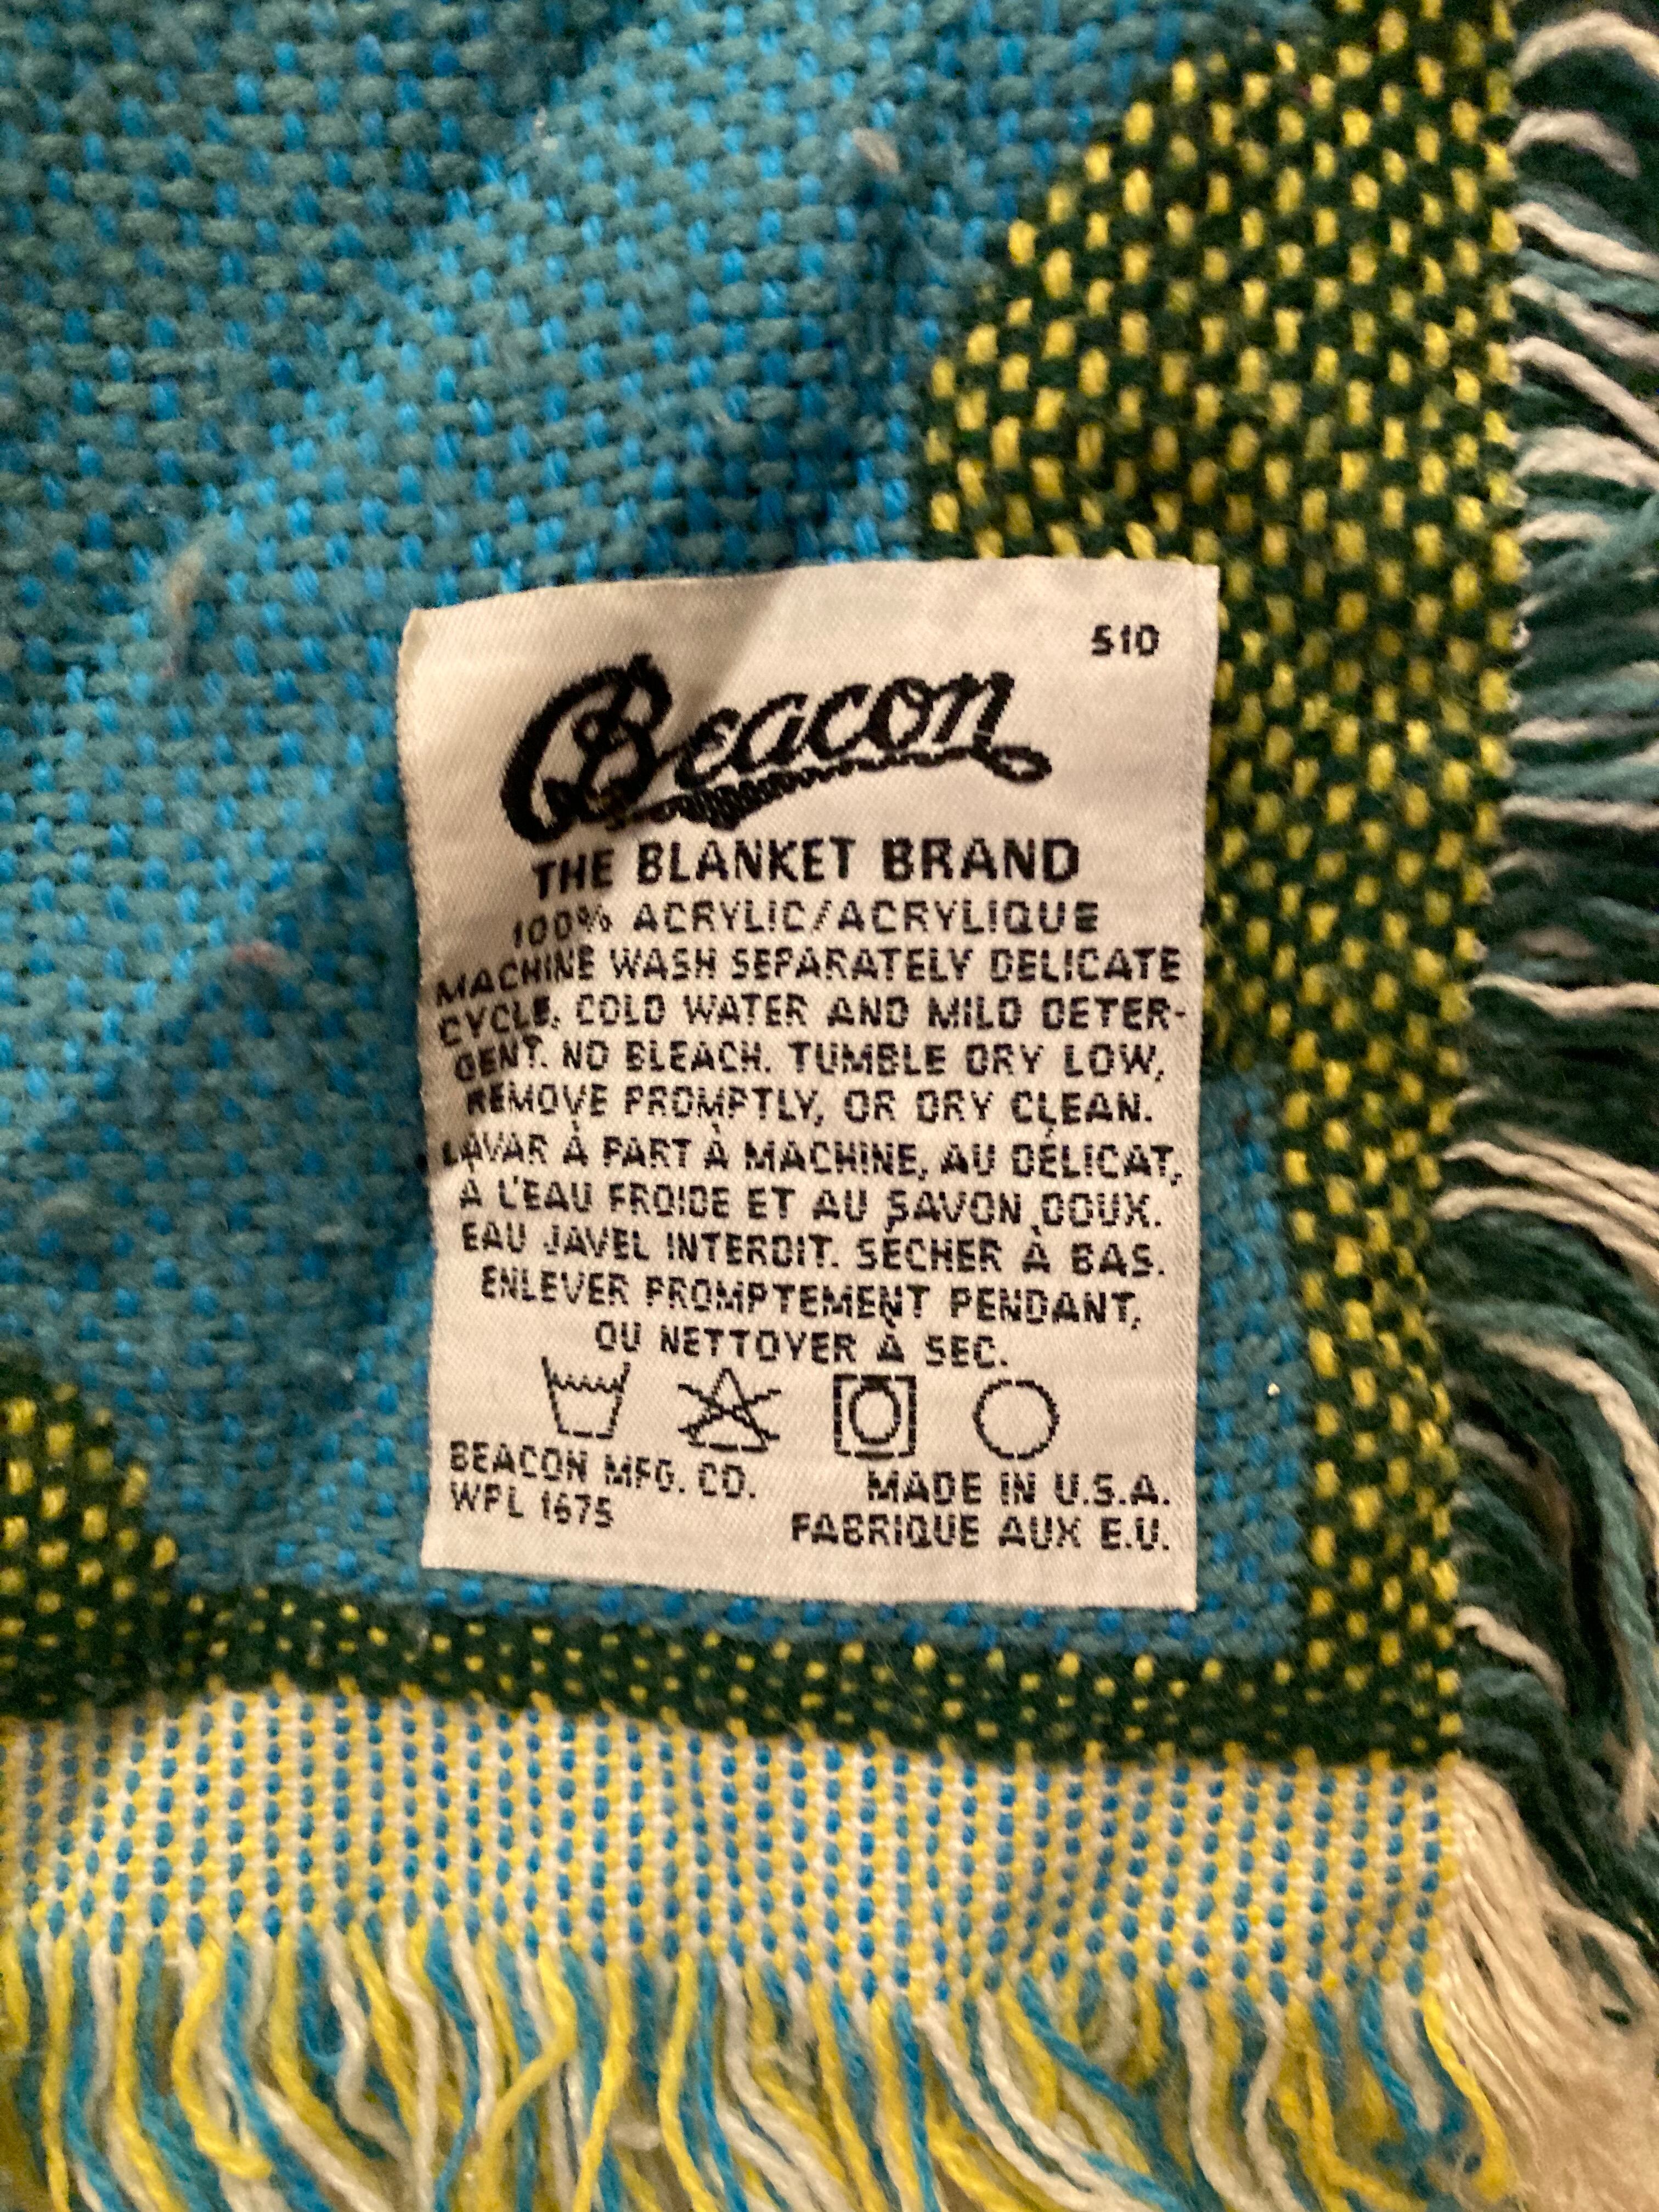 510
Beacon
THE BLANKET BRAND
100% ACRYLIC/ACRYLIQUE
MACHINE WASH SEPARATELY DELICATE
CYCLE, COLD WATER AND MILD DETER-
GENT. NO BLEACH. TUMBLE DRY LOW,
REMOVE PROMPTLY, OR DRY CLEAN.
LAVAR À PART À MACHINE, AU DÉLICAT,
À L'EAU FROIDE ET AU SAVON DOUX.
EAU JAVEL INTERDIT. SÉCHER À BAS.
ENLEVER PROMPTEMENT PENDANT,
OU NETTOYER À SEC.
BEACON MFG. CO.
WPL 1675
MADE IN U.S.A.
FABRIQUE AUX E.U.